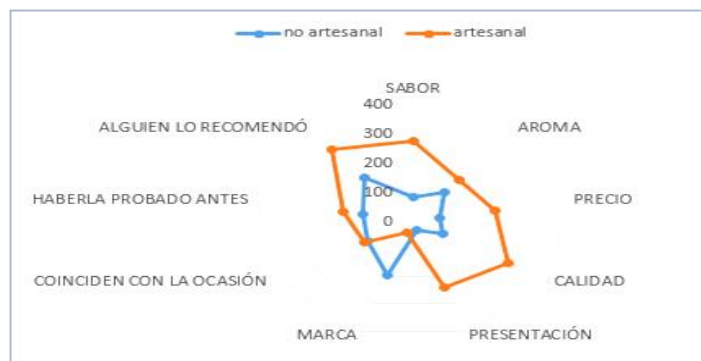 no artesanal
artesanal
SABOR
400
300
200
100
0
AROMA
PRECIO
CALIDAD
PRESENTACIÓN
MARCA
COINCIDEN CON LA OCASIÓN
HABERLA PROBADO ANTES
ALGUIEN LO RECOMENDÓ